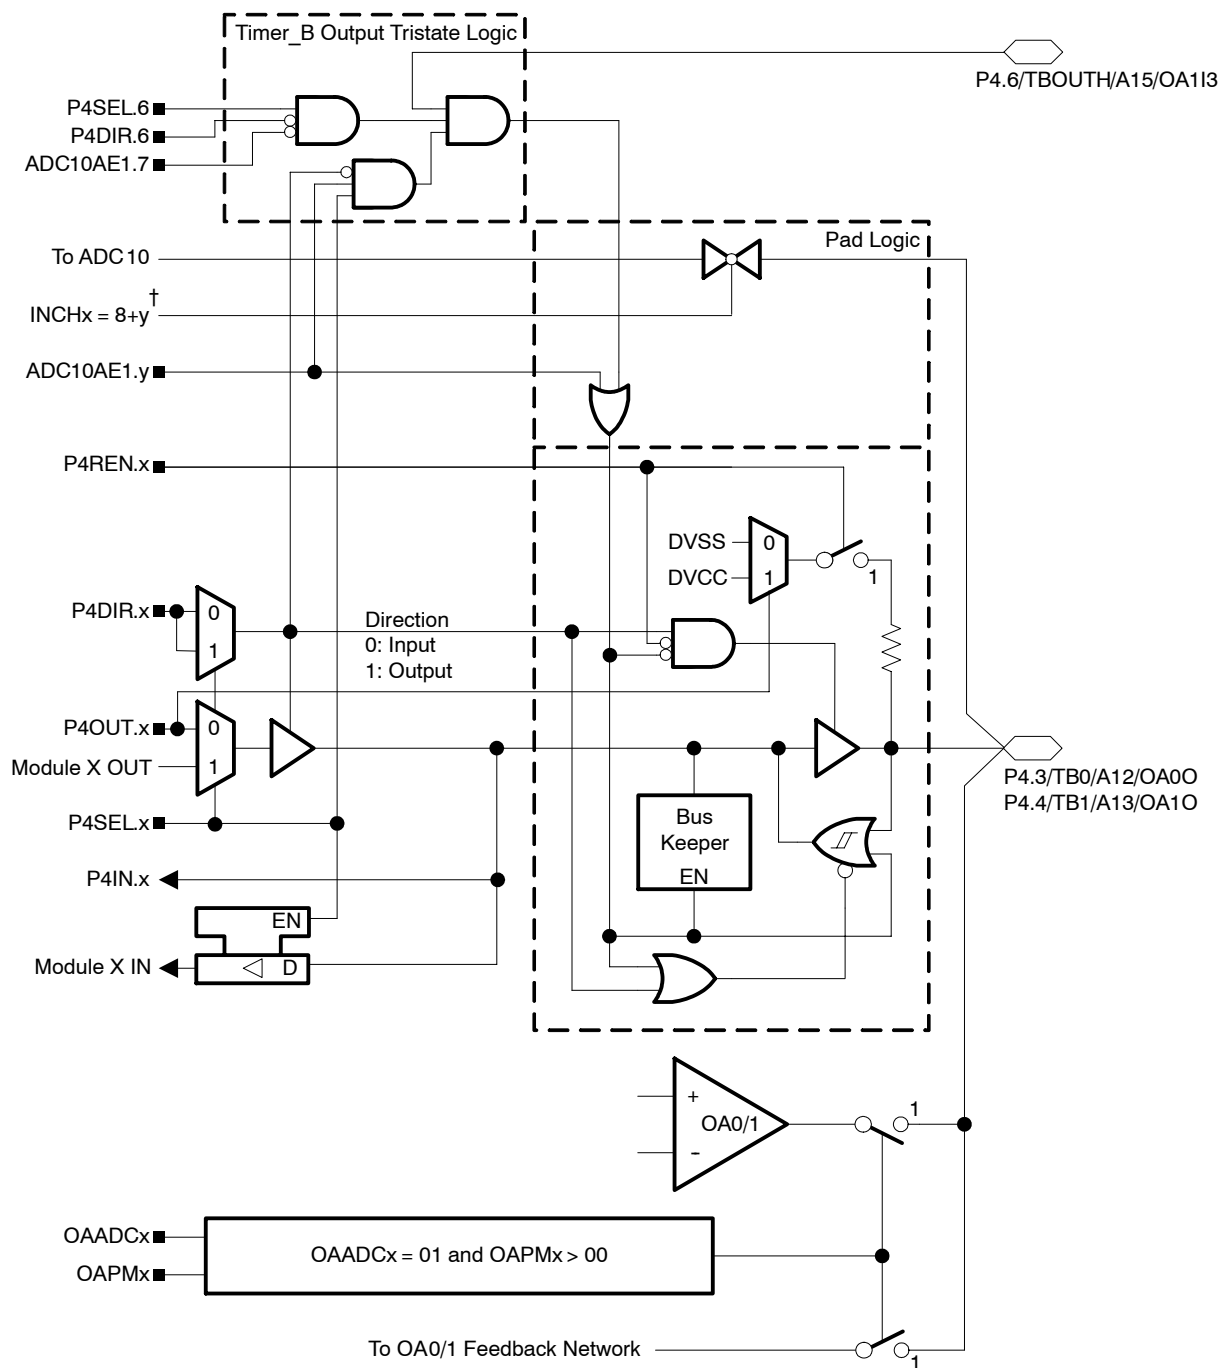 Timer_B Output Tristate Logic
P4.6/TBOUTH/A15/OA1I3
P4SEL.6
P4DIR.6
ADC10AE1.7
Pad Logic
To ADC10
INCHx = 8+y†
ADC10AE1.y
P4REN.x
DVSS
0
DVCC
1
1
P4DIR.x
0
1
Direction
0: Input
1: Output
P4OUT.x
0
Module X OUT
1
P4.3/TB0/A12/OA0O
P4.4/TB1/A13/OA1O
P4SEL.x
Bus
Keeper
EN
P4IN.x
EN
Module X IN
D
+
OA0/1
-
1
OAADCx
OAADCx = 01 and OAPMx > 00
OAPMx
To OA0/1 Feedback Network
1